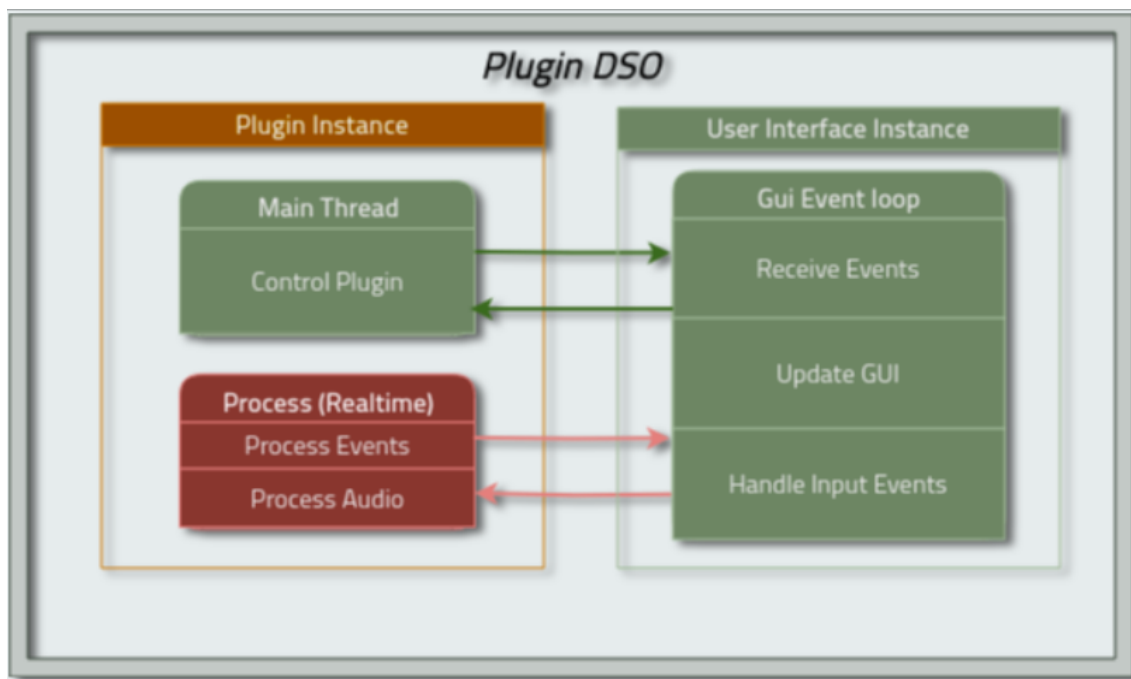 Plugin DSO
Plugin Instance
Main Thread
Control Plugin
Process (Realtime)
Process Events
Process Audio
User Interface Instance
Gui Event loop
Receive Events
Update GUI
Handle Input Events